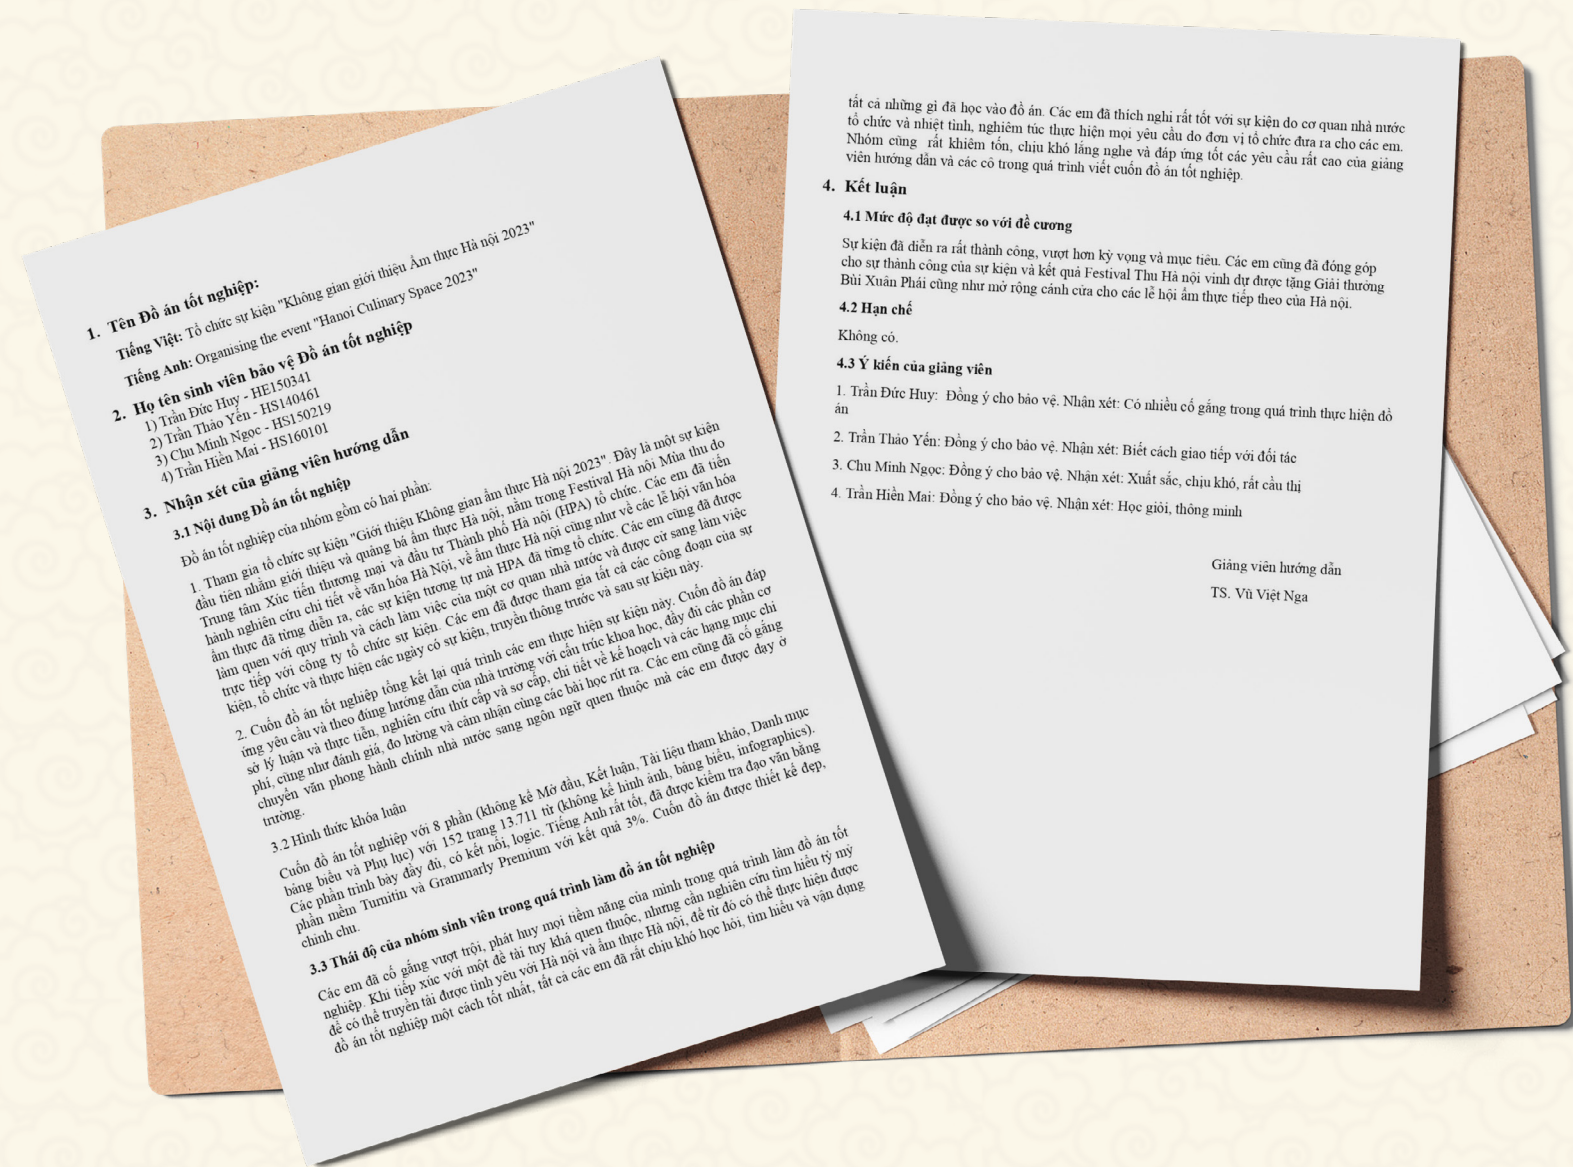 1. Tên Đồ án tốt nghiệp:
Tiếng Việt: Tổ chức sự kiện "Không gian giới thiệu Ẩm thực Hà nội 2023"
Tiếng Anh: Organising the event "Hanoi Culinary Space 2023"
2. Họ tên sinh viên bảo vệ Đồ án tốt nghiệp
1) Trần Đức Huy - HE150341
2) Trần Thảo Yến - HS140461
3) Chu Minh Ngọc - HS150219
4) Trần Hiền Mai - HS160101
3. Nhận xét của giảng viên hướng dẫn
3.1 Nội dung Đồ án tốt nghiệp
Đồ án tốt nghiệp của nhóm gồm có hai phần:
1. Tham gia tổ chức sự kiện "Giới thiệu Không gian ẩm thực Hà nội 2023". Đây là một sự kiện
đầu tiên nhằm giới thiệu và quảng bá ẩm thực Hà nội, nằm trong Festival Hà nội Mùa thu do
Trung tâm Xúc tiến thương mại và đầu tư Thành phố Hà nội (HPA) tổ chức. Các em đã tiến
hành nghiên cứu chi tiết về văn hóa Hà Nội, về ẩm thực Hà nội cũng như về các lễ hội văn hóa
ẩm thực đã từng diễn ra, các sự kiện tương tự mà HPA đã từng tổ chức. Các em cũng đã được
làm quen với quy trình và cách làm việc của một cơ quan nhà nước và được cử sang làm việc
trực tiếp với công ty tổ chức sự kiện. Các em đã được tham gia tất cả các công đoạn của sự
kiện, tổ chức và thực hiện các ngày có sự kiện, truyền thông trước và sau sự kiện này.
2. Cuốn đồ án tốt nghiệp tổng kết lại quá trình các em thực hiện sự kiện này. Cuốn đồ án đáp
ứng yêu cầu và theo đúng hướng dẫn của nhà trường với cấu trúc khoa học, đầy đủ các phần cơ
sở lý luận và thực tiễn, nghiên cứu thứ cấp và sơ cấp, chi tiết về kế hoạch và các hạng mục chi
phí, cũng như đánh giá, đo lường và cảm nhận cùng các bài học rút ra. Các em cũng đã cố gắng
chuyển văn phong hành chính nhà nước sang ngôn ngữ quen thuộc mà các em được dạy ở
trường.
3.2 Hình thức khóa luận
Cuốn đồ án tốt nghiệp với 8 phần (không kể Mở đầu, Kết luận, Tài liệu tham khảo, Danh mục
bảng biểu và Phụ lục) với 152 trang 13.711 từ (không kể hình ảnh, bảng biểu, infographics).
Các phần trình bày đầy đủ, có kết nối, logic. Tiếng Anh rất tốt, đã được kiểm tra đạo văn bằng
phần mềm Turnitin và Grammarly Premium với kết quả 3%. Cuốn đồ án được thiết kế đẹp,
chỉnh chu.
3.3 Thái độ của nhóm sinh viên trong quá trình làm đồ án tốt nghiệp
Các em đã cố gắng vượt trội, phát huy mọi tiềm năng của mình trong quá trình làm đồ án tốt
nghiệp. Khi tiếp xúc với một đề tài tuy khá quen thuộc, nhưng cần nghiên cứu tìm hiểu tỷ mỷ
để có thể truyền tải được tình yêu với Hà nội và ẩm thực Hà nội, để từ đó có thể thực hiện được
đồ án tốt nghiệp một cách tốt nhất, tất cả các em đã rất chịu khó học hỏi, tìm hiểu và vận dụng
tất cả những gì đã học vào đồ án. Các em đã thích nghi rất tốt với sự kiện do cơ quan nhà nước
tổ chức và nhiệt tình, nghiêm túc thực hiện mọi yêu cầu do đơn vị tổ chức đưa ra cho các em.
Nhóm cũng rất khiêm tốn, chịu khó lắng nghe và đáp ứng tốt các yêu cầu rất cao của giảng
viên hướng dẫn và các cô trong quá trình viết cuốn đồ án tốt nghiệp.
4. Kết luận
4.1 Mức độ đạt được so với đề cương
Sự kiện đã diễn ra rất thành công, vượt hơn kỳ vọng và mục tiêu. Các em cũng đã đóng góp
cho sự thành công của sự kiện và kết quả Festival Thu Hà nội vinh dự được tặng Giải thưởng
Bùi Xuân Phái cũng như mở rộng cánh cửa cho các lễ hội ẩm thực tiếp theo của Hà nội.
4.2 Hạn chế
Không có.
4.3 Ý kiến của giảng viên
1. Trần Đức Huy: Đồng ý cho bảo vệ. Nhận xét: Có nhiều cố gắng trong quá trình thực hiện đồ
án
2. Trần Thảo Yến: Đồng ý cho bảo vệ. Nhận xét: Biết cách giao tiếp với đối tác
3. Chu Minh Ngọc: Đồng ý cho bảo vệ. Nhận xét: Xuất sắc, chịu khó, rất cầu thị
4. Trần Hiền Mai: Đồng ý cho bảo vệ. Nhận xét: Học giỏi, thông minh
Giảng viên hướng dẫn
TS. Vũ Việt Nga